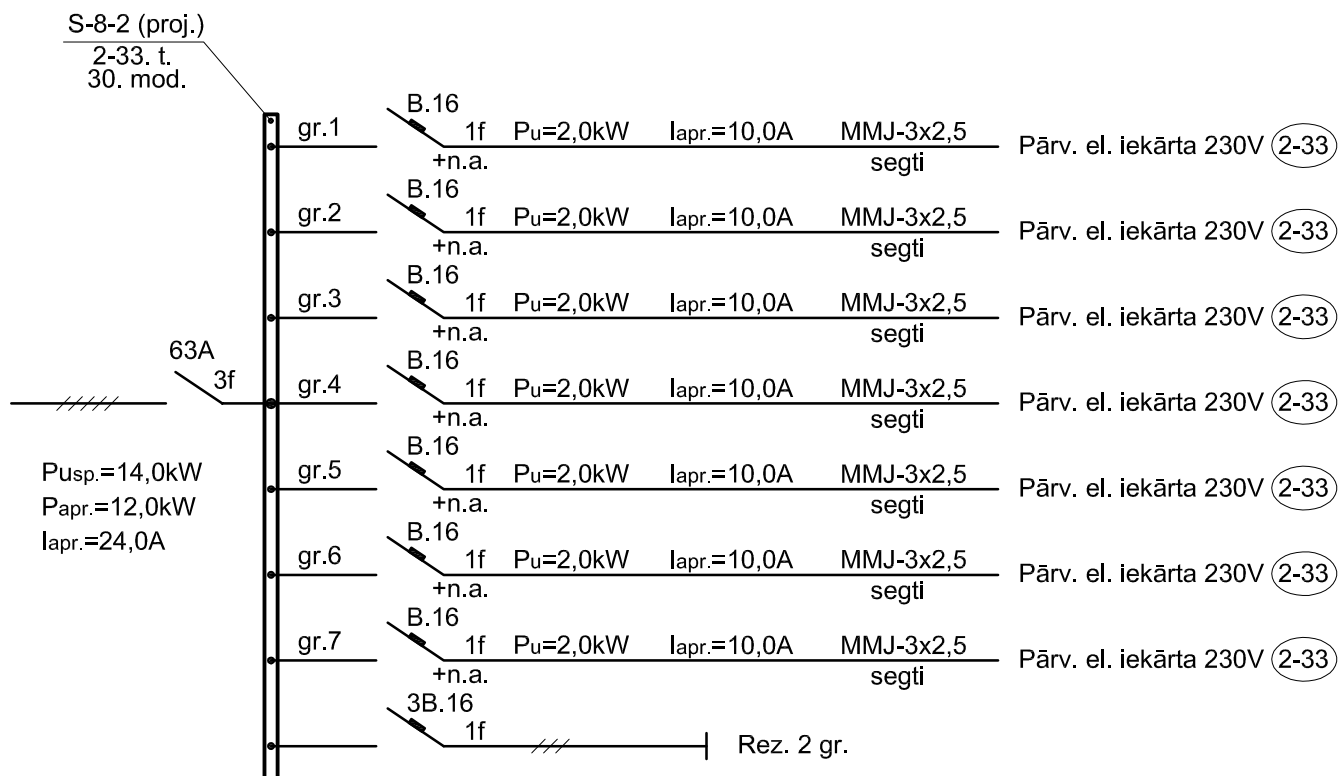 S-8-2 (proj.)
2-33. t.
30. mod.
gr.1 B.16 1f Pu=2,0kW Iapr.=10,0A MMJ-3x2,5 Pārv. el. iekārta 230V 2-33
+n.a. segti
gr.2 B.16 1f Pu=2,0kW Iapr.=10,0A MMJ-3x2,5 Pārv. el. iekārta 230V 2-33
+n.a. segti
gr.3 B.16 1f Pu=2,0kW Iapr.=10,0A MMJ-3x2,5 Pārv. el. iekārta 230V 2-33
+n.a. segti
63A
3f
gr.4 B.16 1f Pu=2,0kW Iapr.=10,0A MMJ-3x2,5 Pārv. el. iekārta 230V 2-33
+n.a. segti
Pusp.=14,0kW
Papr.=12,0kW
Iapr.=24,0A
gr.5 B.16 1f Pu=2,0kW Iapr.=10,0A MMJ-3x2,5 Pārv. el. iekārta 230V 2-33
+n.a. segti
gr.6 B.16 1f Pu=2,0kW Iapr.=10,0A MMJ-3x2,5 Pārv. el. iekārta 230V 2-33
+n.a. segti
gr.7 B.16 1f Pu=2,0kW Iapr.=10,0A MMJ-3x2,5 Pārv. el. iekārta 230V 2-33
+n.a. segti
3B.16 1f Rez. 2 gr.